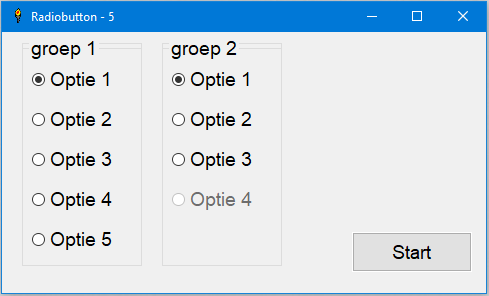 Radiobutton - 5
groep 1
Optie 1
Optie 2
Optie 3
Optie 4
Optie 5
groep 2
Optie 1
Optie 2
Optie 3
Optie 4
Start